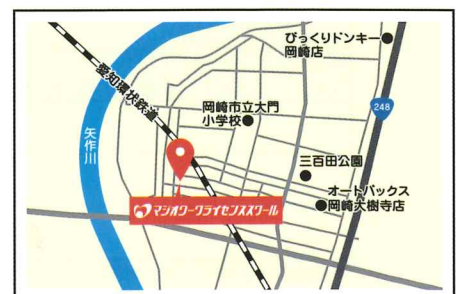 びっくりドンキー
岡崎店
愛知環状鉄道
248
岡崎市立大門
小学校
矢作川
三百田公園
オートバックス
岡崎大樹寺店
マジオワークライセンススクール